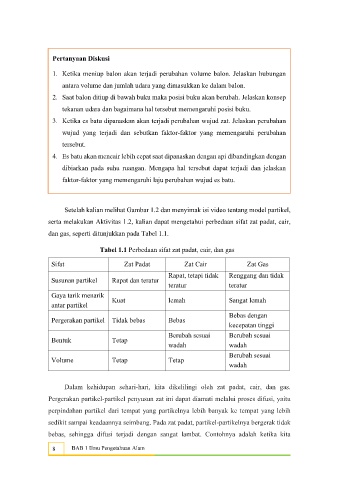 Pertanyaan Diskusi
1. Ketika meniup balon akan terjadi perubahan volume balon. Jelaskan hubungan
antara volume dan jumlah udara yang dimasukkan ke dalam balon.
2. Saat balon ditiup di bawah buku maka posisi buku akan berubah. Jelaskan konsep
tekanan udara dan bagaimana hal tersebut memengaruhi posisi buku.
3. Ketika es batu dipanaskan akan terjadi perubahan wujud zat. Jelaskan perubahan
wujud yang terjadi dan sebutkan faktor-faktor yang memengaruhi perubahan
tersebut.
4. Es batu akan mencair lebih cepat saat dipanaskan dengan api dibandingkan dengan
dibiarkan pada suhu ruangan. Mengapa hal tersebut dapat terjadi dan jelaskan
faktor-faktor yang memengaruhi laju perubahan wujud es batu.
Setelah kalian melihat Gambar 1.2 dan menyimak isi video tentang model partikel,
serta melakukan Aktivitas 1.2, kalian dapat mengetahui perbedaan sifat zat padat, cair,
dan gas, seperti ditunjukkan pada Tabel 1.1.
Tabel 1.1 Perbedaan sifat zat padat, cair, dan gas
Sifat Zat Padat Zat Cair Zat Gas
Susunan partikel Rapat dan teratur Rapat, tetapi tidak teratur Renggang dan tidak teratur
Gaya tarik menarik antar partikel Kuat lemah Sangat lemah
Pergerakan partikel Tidak bebas Bebas Bebas dengan kecepatan tinggi
Bentuk Tetap Berubah sesuai wadah Berubah sesuai wadah
Volume Tetap Tetap Berubah sesuai wadah
Dalam kehidupan sehari-hari, kita dikelilingi oleh zat padat, cair, dan gas.
Pergerakan partikel-partikel penyusun zat ini dapat diamati melalui proses difusi, yaitu
perpindahan partikel dari tempat yang partikelnya lebih banyak ke tempat yang lebih
sedikit sampai keadaannya seimbang. Pada zat padat, partikel-partikelnya bergerak tidak
bebas, sehingga difusi terjadi dengan sangat lambat. Contohnya adalah ketika kita
8 BAB 1 Ilmu Pengetahuan Alam